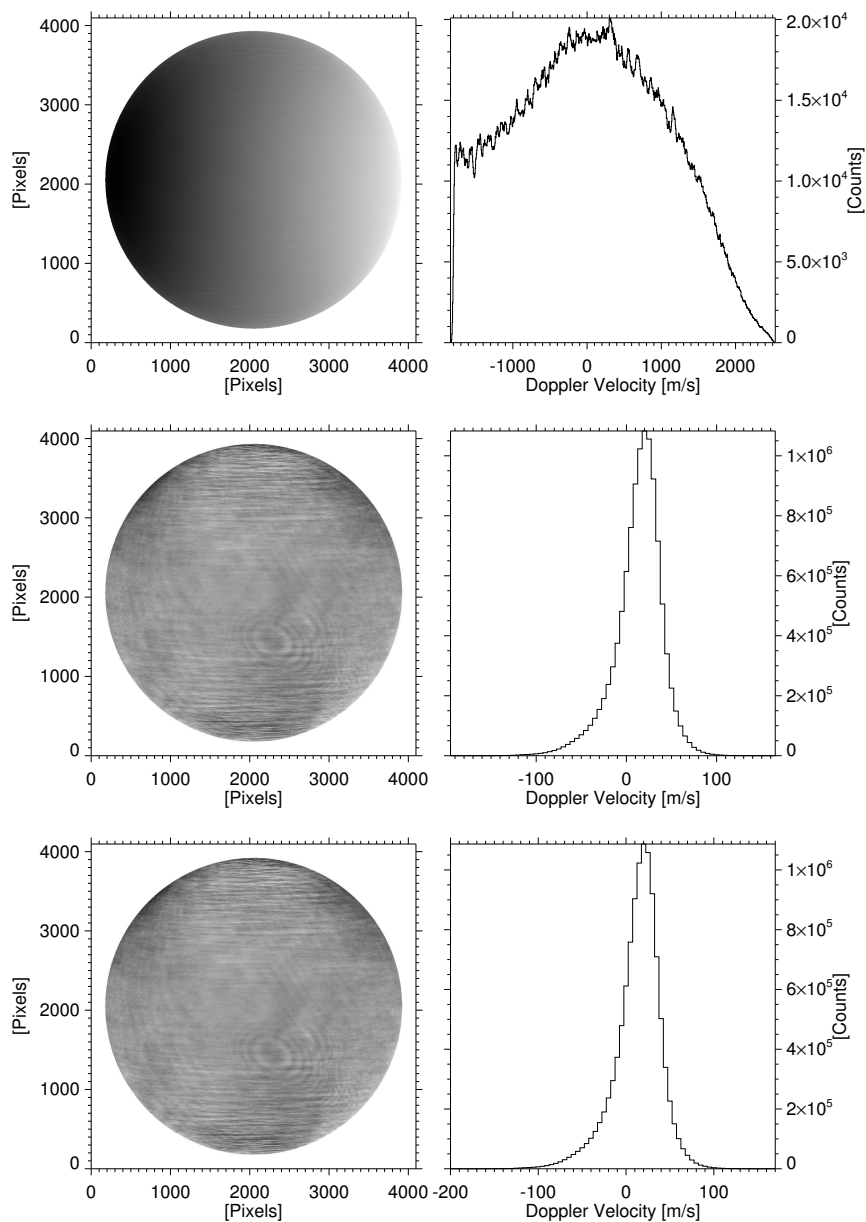 4000
3000
2000
1000
0
[Pixels]
0 1000 2000 3000 4000
[Pixels]
2.0×10⁴
1.5×10⁴
1.0×10⁴
5.0×10³
0
[Counts]
-1000 0 1000 2000
Doppler Velocity [m/s]
4000
3000
2000
1000
0
[Pixels]
0 1000 2000 3000 4000
[Pixels]
1×10⁶
8×10⁵
6×10⁵
4×10⁵
2×10⁵
0
[Counts]
-100 0 100
Doppler Velocity [m/s]
4000
3000
2000
1000
0
[Pixels]
0 1000 2000 3000 4000
[Pixels]
1×10⁶
8×10⁵
6×10⁵
4×10⁵
2×10⁵
0
[Counts]
-200 -100 0 100
Doppler Velocity [m/s]